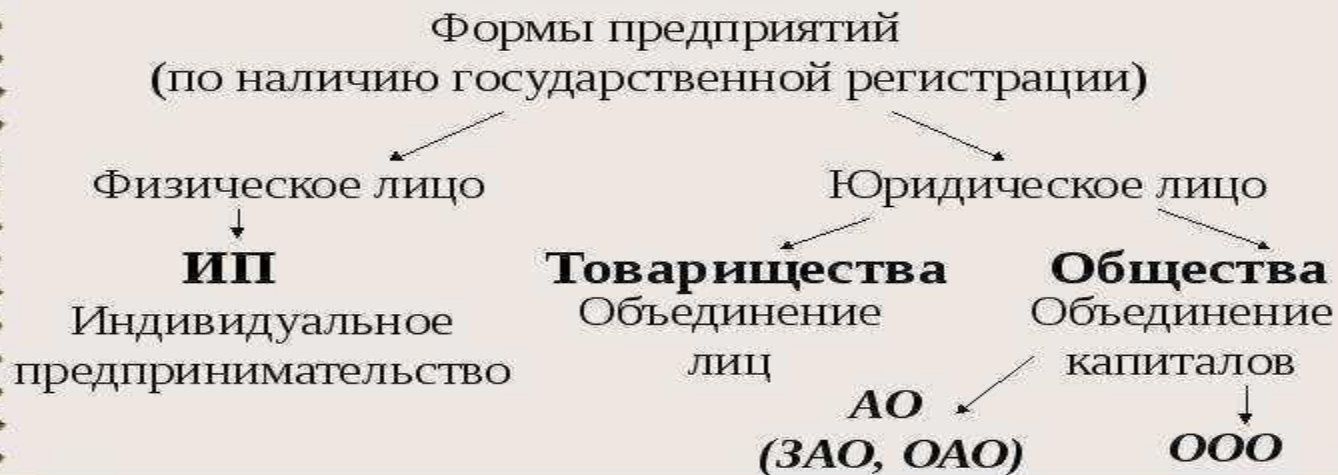 Формы предприятий
(по наличию государственной регистрации)
Физическое лицо
Юридическое лицо
ИП
Индивидуальное
предпринимательство
Товарищества
Объединение
лиц
Общества
Объединение
капиталов
АО
(ЗАО, ОАО)
ООО